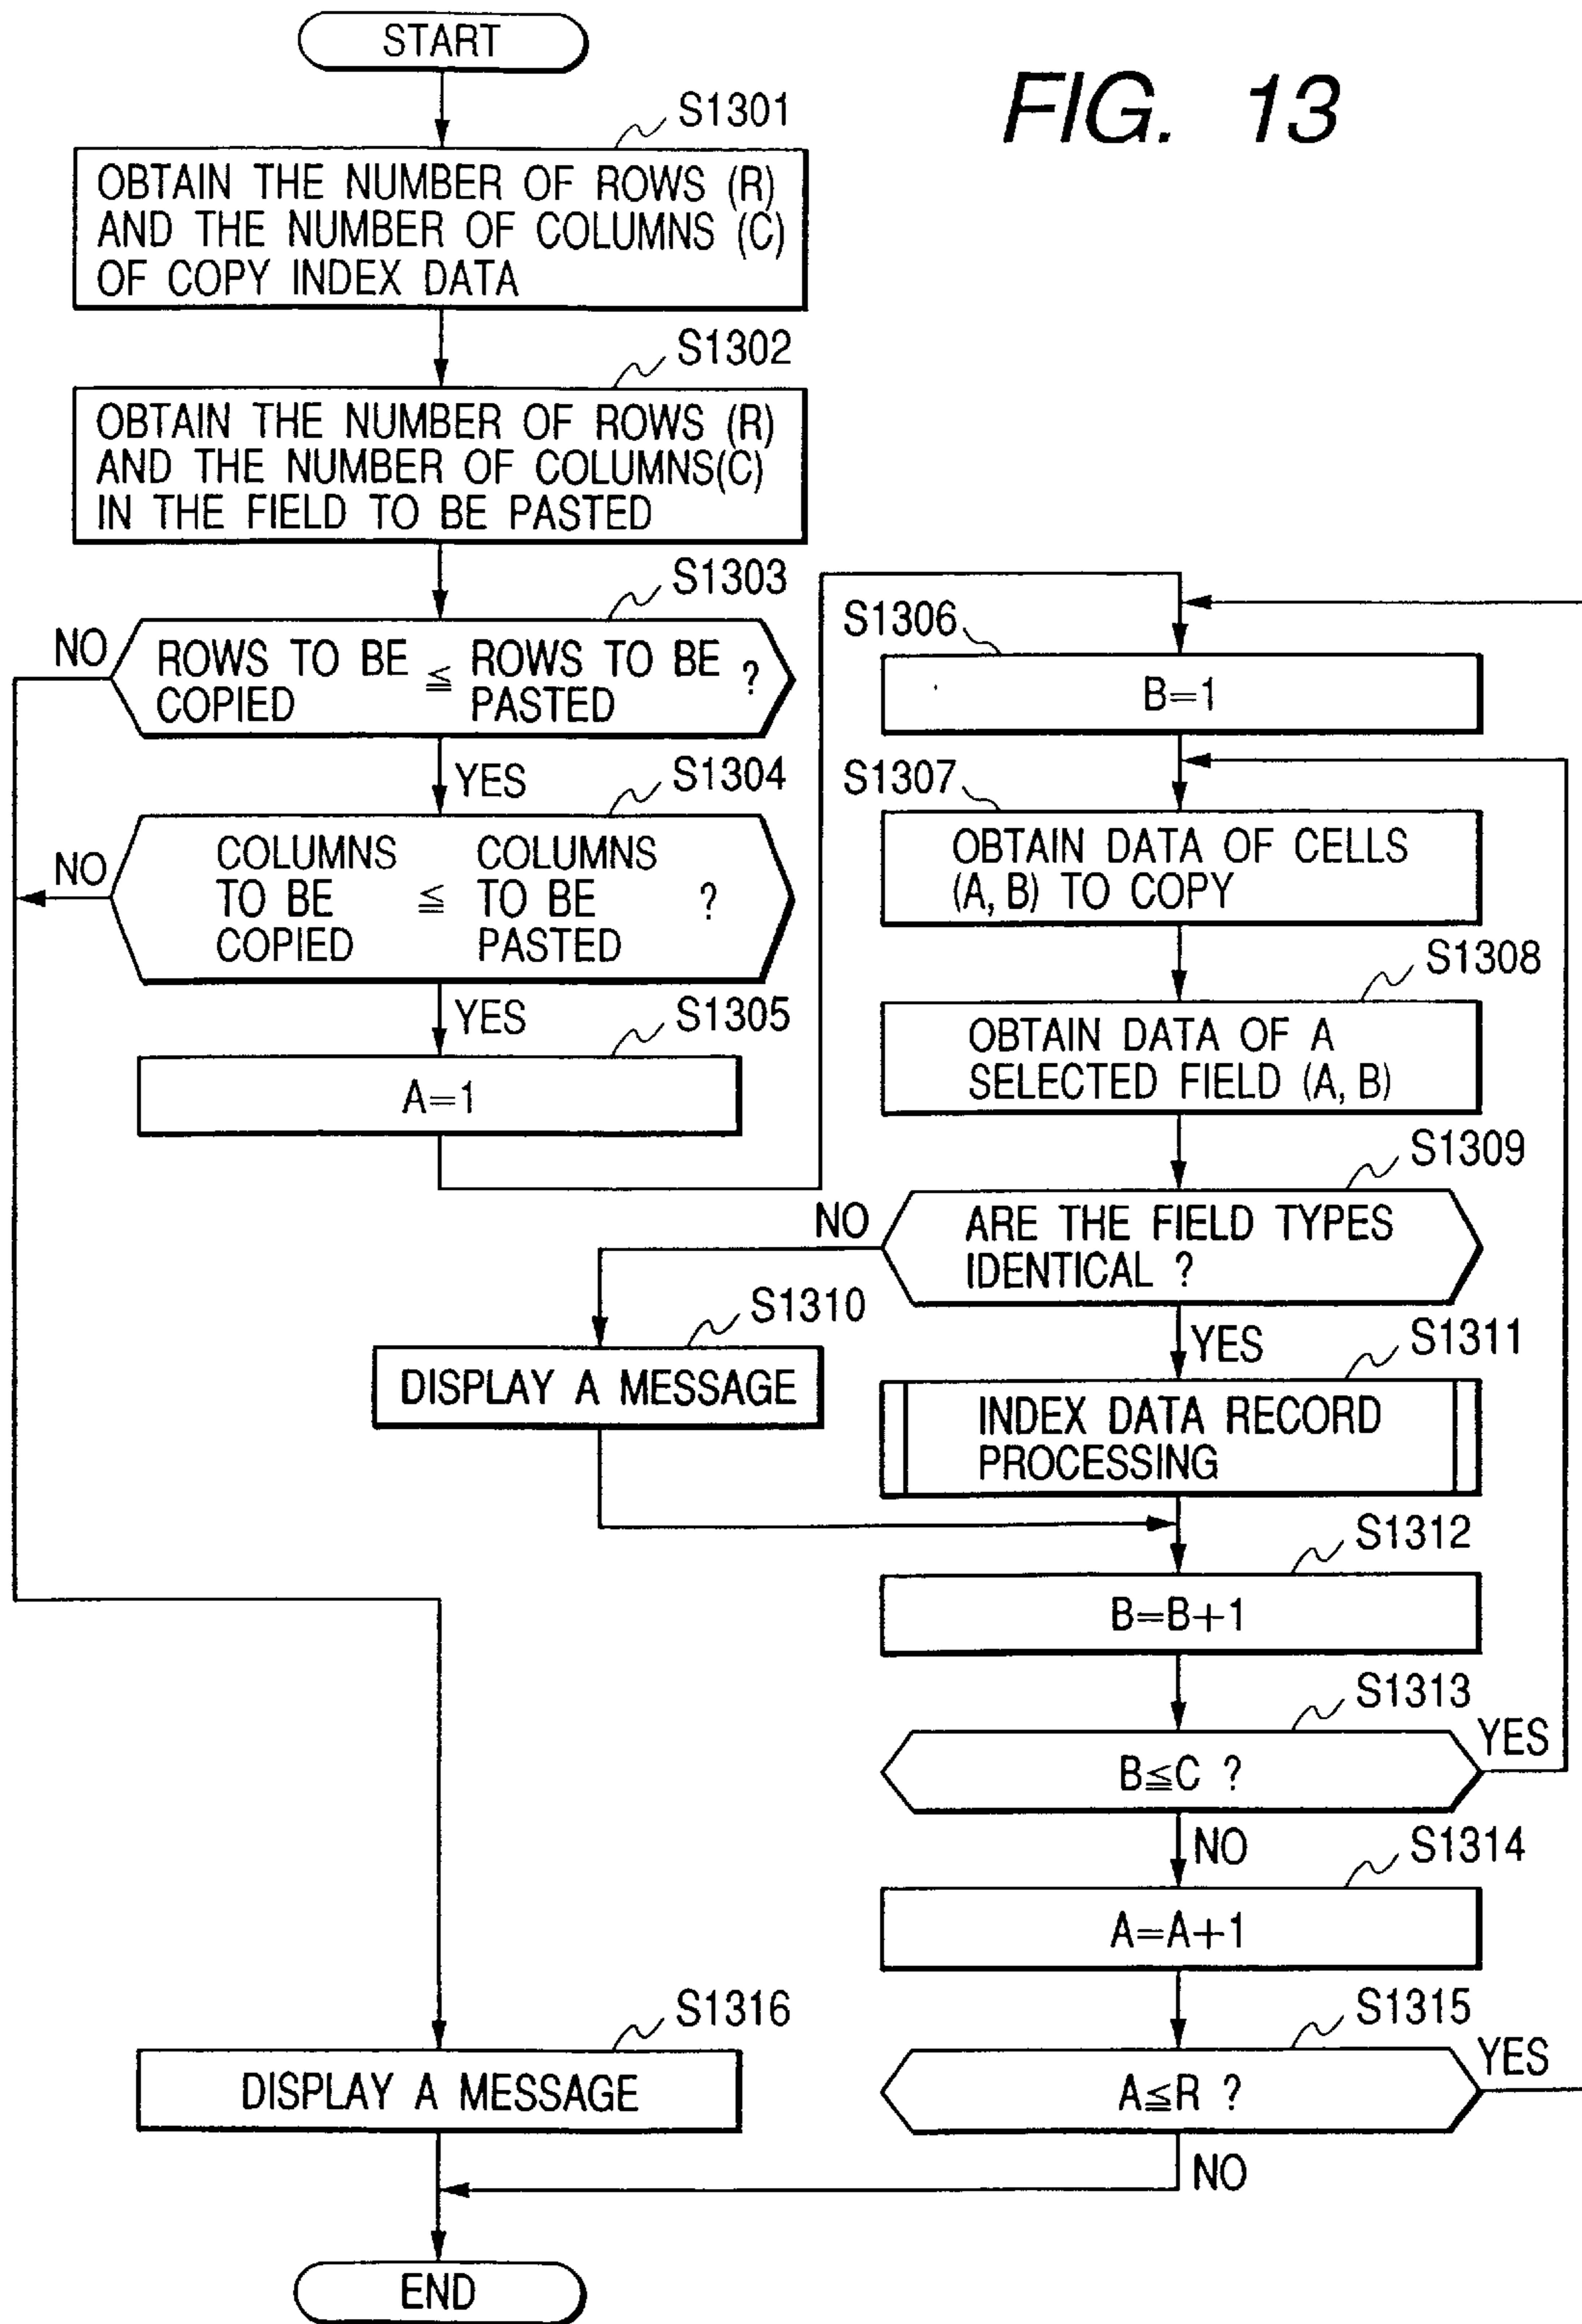 START
FIG. 13
S1301
OBTAIN THE NUMBER OF ROWS (R)
AND THE NUMBER OF COLUMNS (C)
OF COPY INDEX DATA
S1302
OBTAIN THE NUMBER OF ROWS (R)
AND THE NUMBER OF COLUMNS(C)
IN THE FIELD TO BE PASTED
S1303
NO
ROWS TO BE COPIED ≦ ROWS TO BE PASTED ?
YES
S1304
NO
COLUMNS TO BE COPIED ≦ COLUMNS TO BE PASTED ?
YES
S1305
A=1
S1306
B=1
S1307
OBTAIN DATA OF CELLS
(A, B) TO COPY
S1308
OBTAIN DATA OF A
SELECTED FIELD (A, B)
S1309
NO
ARE THE FIELD TYPES
IDENTICAL ?
S1310
DISPLAY A MESSAGE
YES
S1311
INDEX DATA RECORD
PROCESSING
S1312
B=B+1
S1313
B≦C ?
YES
NO
S1314
A=A+1
S1315
A≦R ?
YES
NO
S1316
DISPLAY A MESSAGE
END